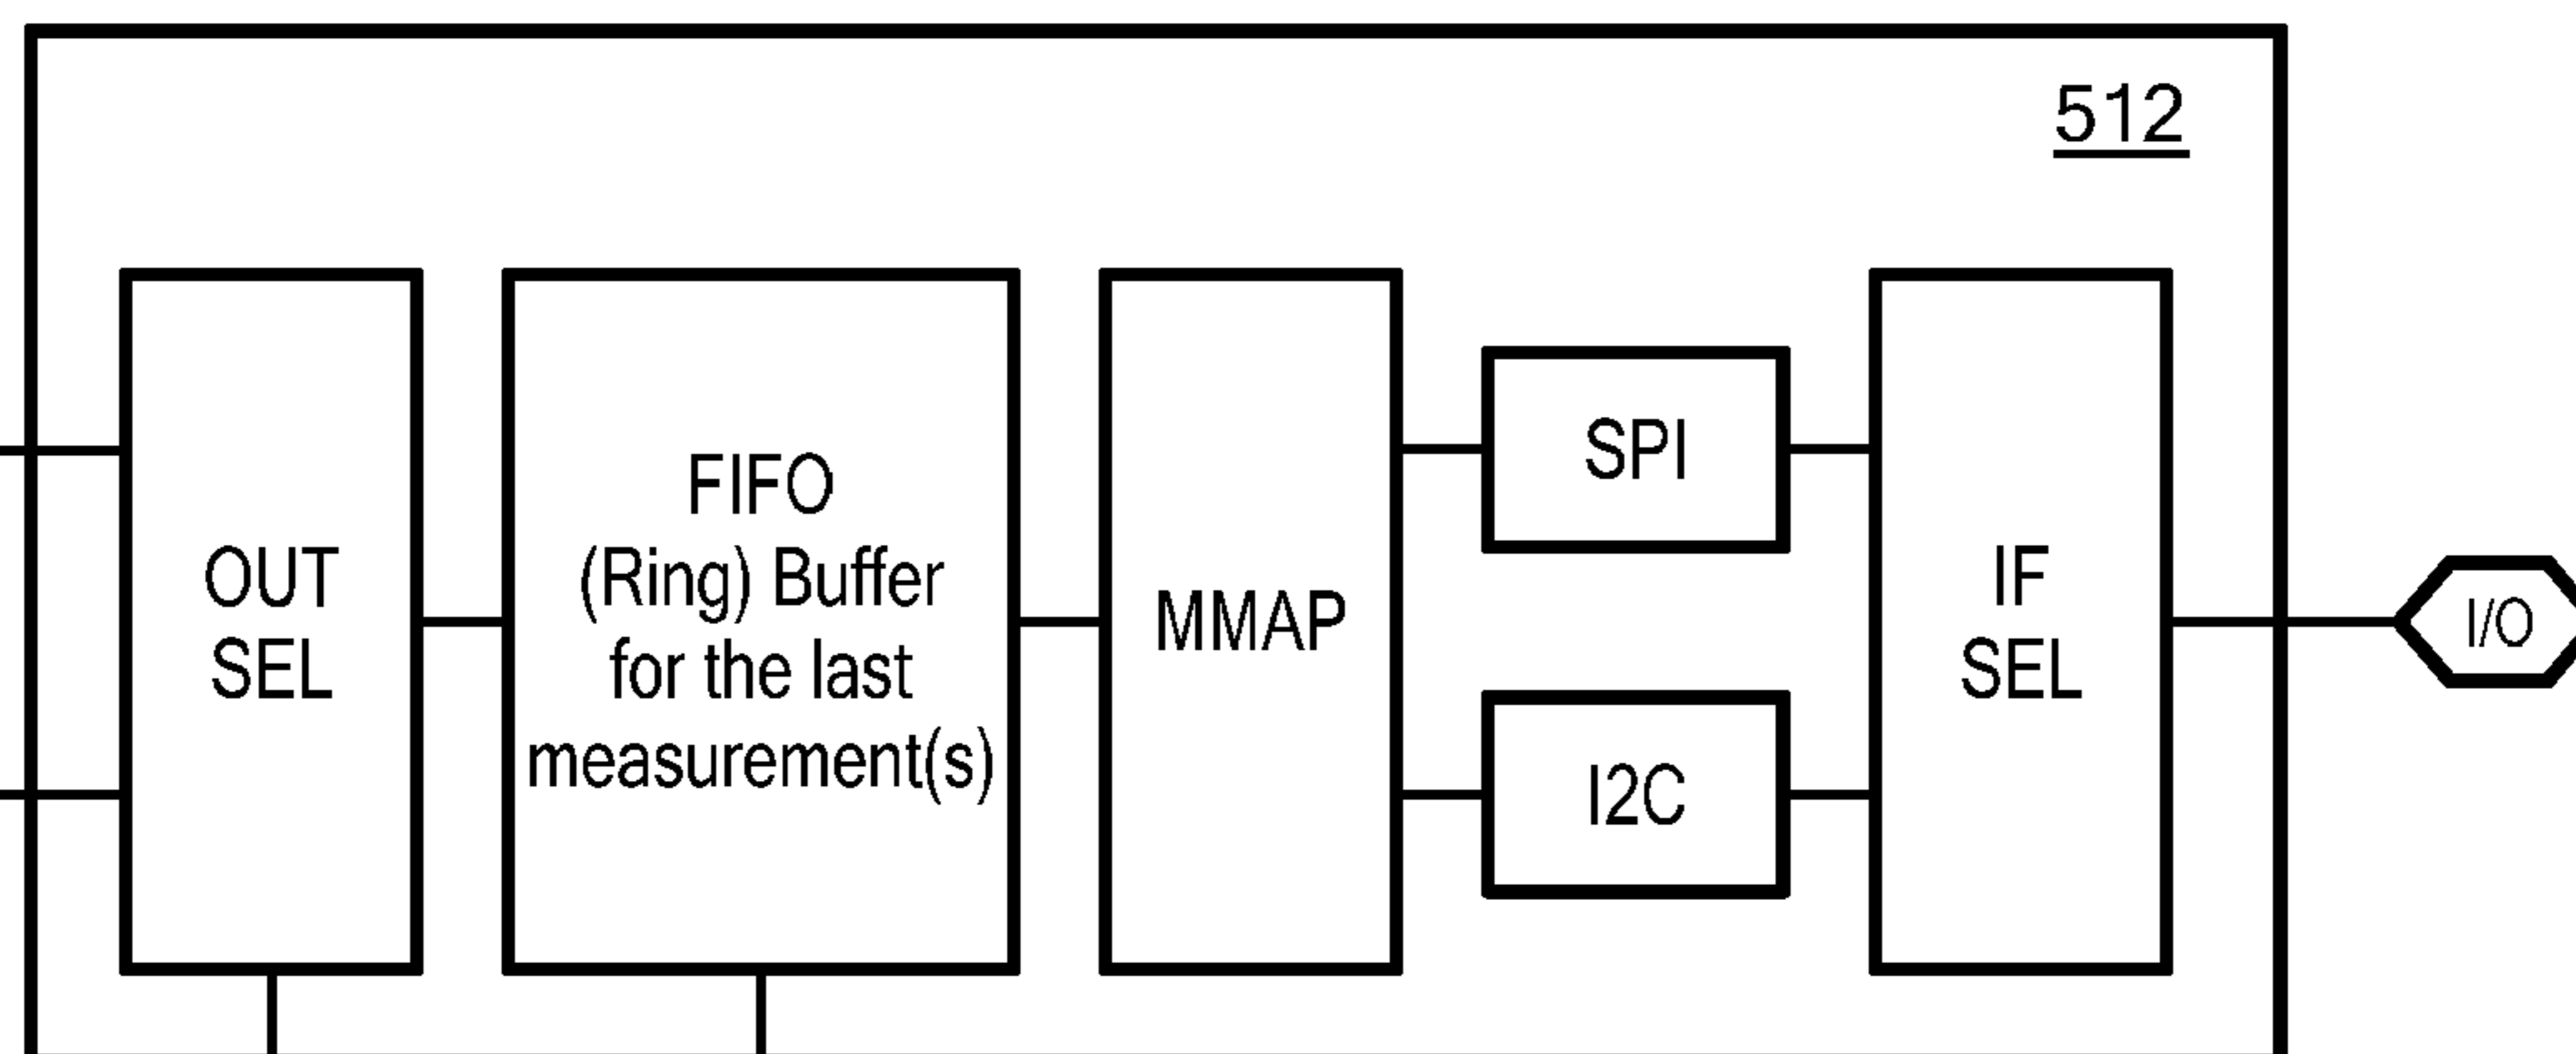 512
OUT
SEL
FIFO
(Ring) Buffer
for the last
measurement(s)
MMAP
SPI
I2C
IF
SEL
I/O